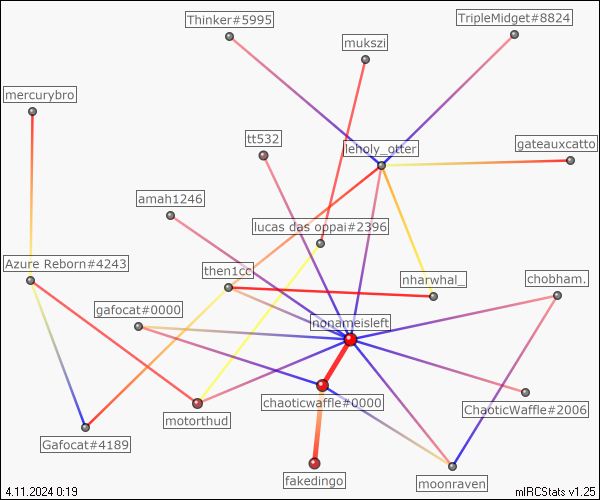 Thinker#5995
TripleMidget#8824
mukszi
mercurybro
tt532
leholy_otter
gateauxcatto
amah1246
lucas das oppai#2396
Azure Reborn#4243
then1cc
nharwhal_
chobham.
gafocat#0000
nonameisleft
chaoticwaffle#0000
ChaoticWaffle#2006
motorthud
Gafocat#4189
fakedingo
moonraven
4.11.2024 0:19
mIRCStats v1.25